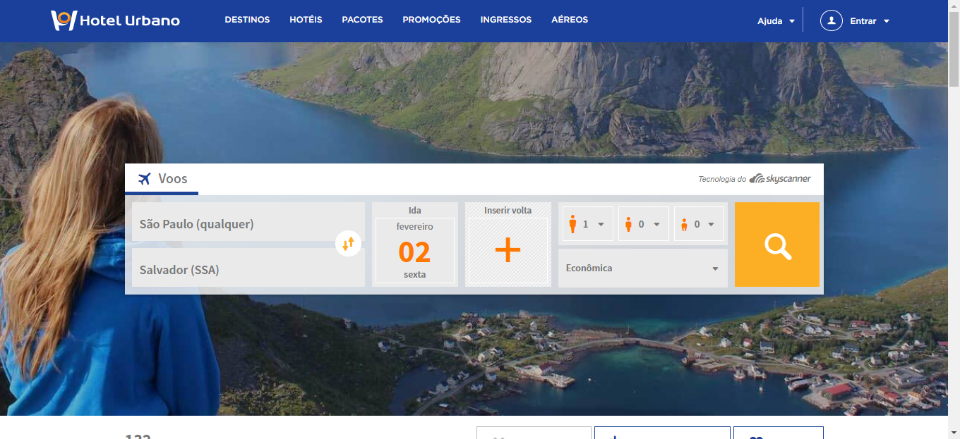 Hotel Urbano
DESTINOS HOTÉIS PACOTES PROMOÇÕES INGRESSOS AÉREOS
Ajuda
Entrar
Voos
Tecnologia do skyscanner
São Paulo (qualquer)
Salvador (SSA)
Ida
fevereiro
02
sexta
Inserir volta
1 0 0
Econômica